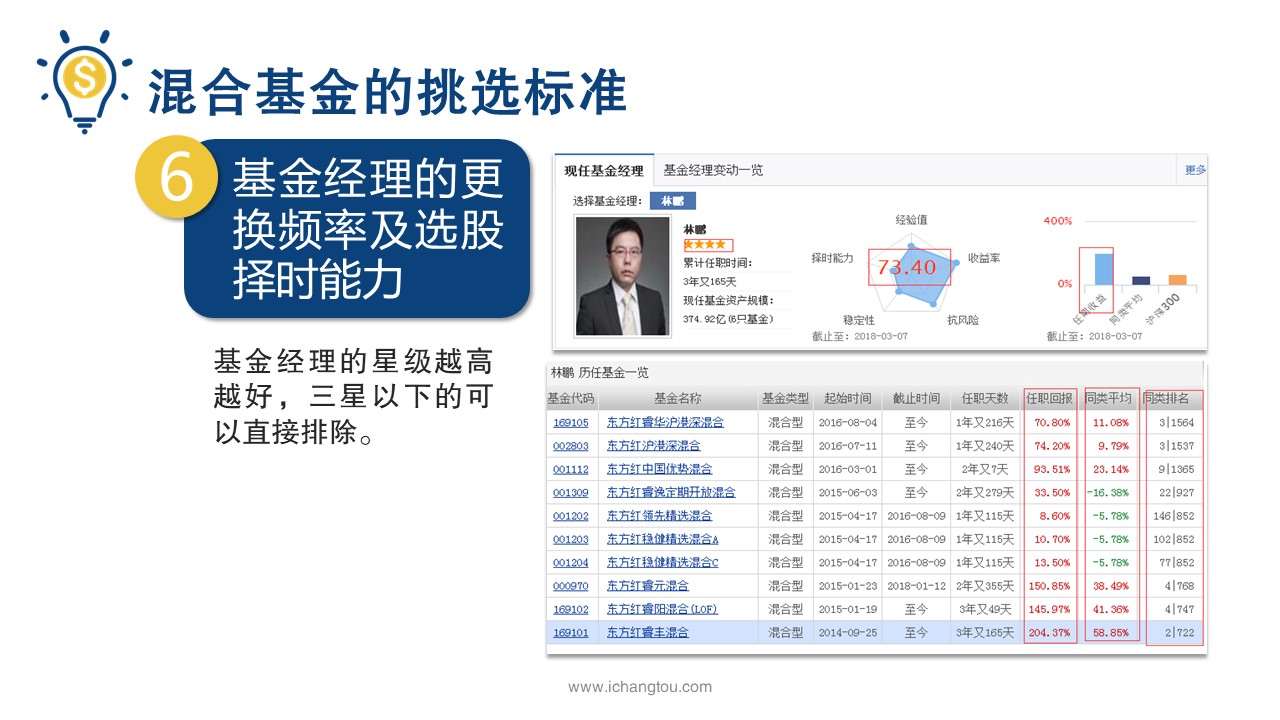 混合基金的挑选标准
6
基金经理的更
换频率及选股
择时能力
基金经理的星级越高
越好，三星以下的可
以直接排除。
现任基金经理 基金经理变动一览 更多
选择基金经理： 林鹏
林鹏
★★★★
累计任职时间：
3年又165天
现任基金资产规模：
374.92亿(6只基金)
经验值
择时能力 73.40 收益率
稳定性 抗风险
截止至：2018-03-07
400%
0%
任期收益 同类平均 沪深300
截止至：2018-03-07
林鹏 历任基金一览
基金代码 基金名称 基金类型 起始时间 截止时间 任职天数 任职回报 同类平均 同类排名
169105 东方红睿华沪港深混合 混合型 2016-08-04 至今 1年又216天 70.80% 11.08% 3|1564
002803 东方红沪港深混合 混合型 2016-07-11 至今 1年又240天 74.20% 9.79% 3|1537
001112 东方红中国优势混合 混合型 2016-03-01 至今 2年又7天 93.51% 23.14% 9|1365
001309 东方红睿逸定期开放混合 混合型 2015-06-03 至今 2年又279天 33.50% -16.38% 22|927
001202 东方红领先精选混合 混合型 2015-04-17 2016-08-09 1年又115天 8.60% -5.78% 146|852
001203 东方红稳健精选混合A 混合型 2015-04-17 2016-08-09 1年又115天 10.70% -5.78% 102|852
001204 东方红稳健精选混合C 混合型 2015-04-17 2016-08-09 1年又115天 13.50% -5.78% 77|852
000970 东方红睿元混合 混合型 2015-01-23 2018-01-12 2年又355天 150.85% 38.49% 4|768
169102 东方红睿阳混合(LOF) 混合型 2015-01-19 至今 3年又49天 145.97% 41.36% 4|747
169101 东方红睿丰混合 混合型 2014-09-25 至今 3年又165天 204.37% 58.85% 2|722
www.ichangtou.com